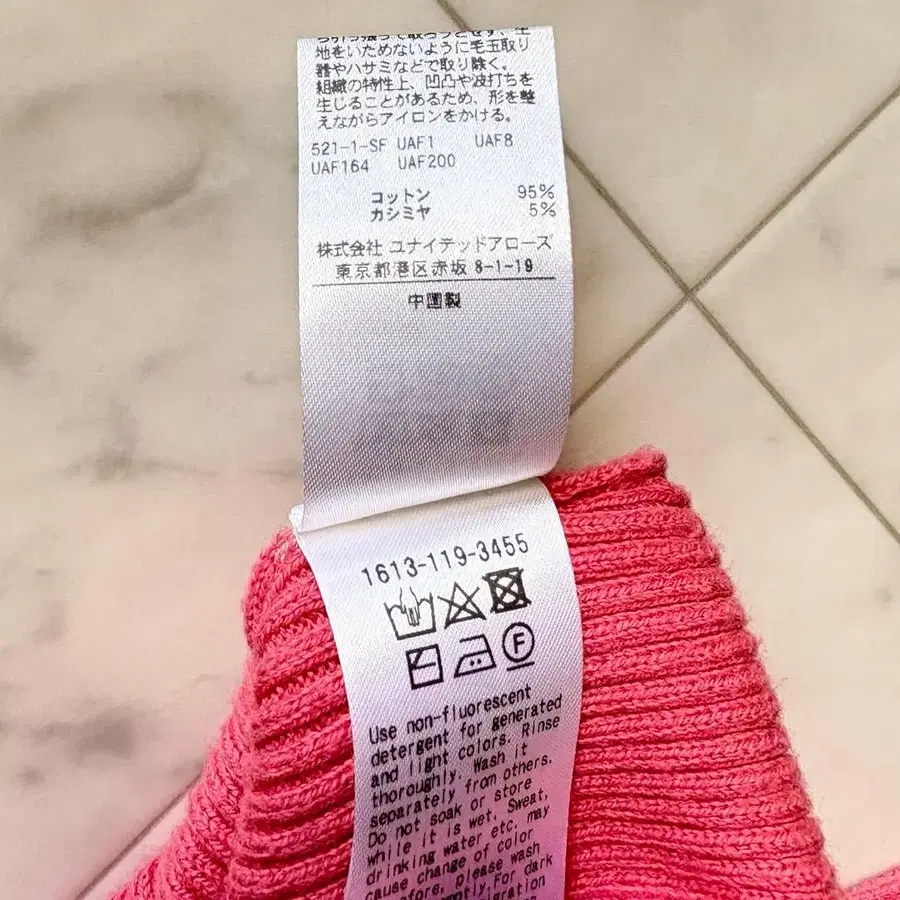 地をいためないように毛玉取り
器やハサミなどで取り除く。
組織の特性上、凹凸や波打ちを
生じることがあるため、形を整
えながらアイロンをかける。
521-1-SF UAF1 UAF8
UAF164 UAF200
コットン 95%
カシミヤ 5%
株式会社 ユナイテッドアローズ
東京都港区赤坂 8-1-19
中国製
1613-119-3455
F
Use non-fluorescent
detergent for generated
and light colors. Rinse
thoroughly. Wash it
separately from others.
Do not soak or store
while it is wet. Sweat,
drinking water etc. may
cause change of color
please wash
For dark